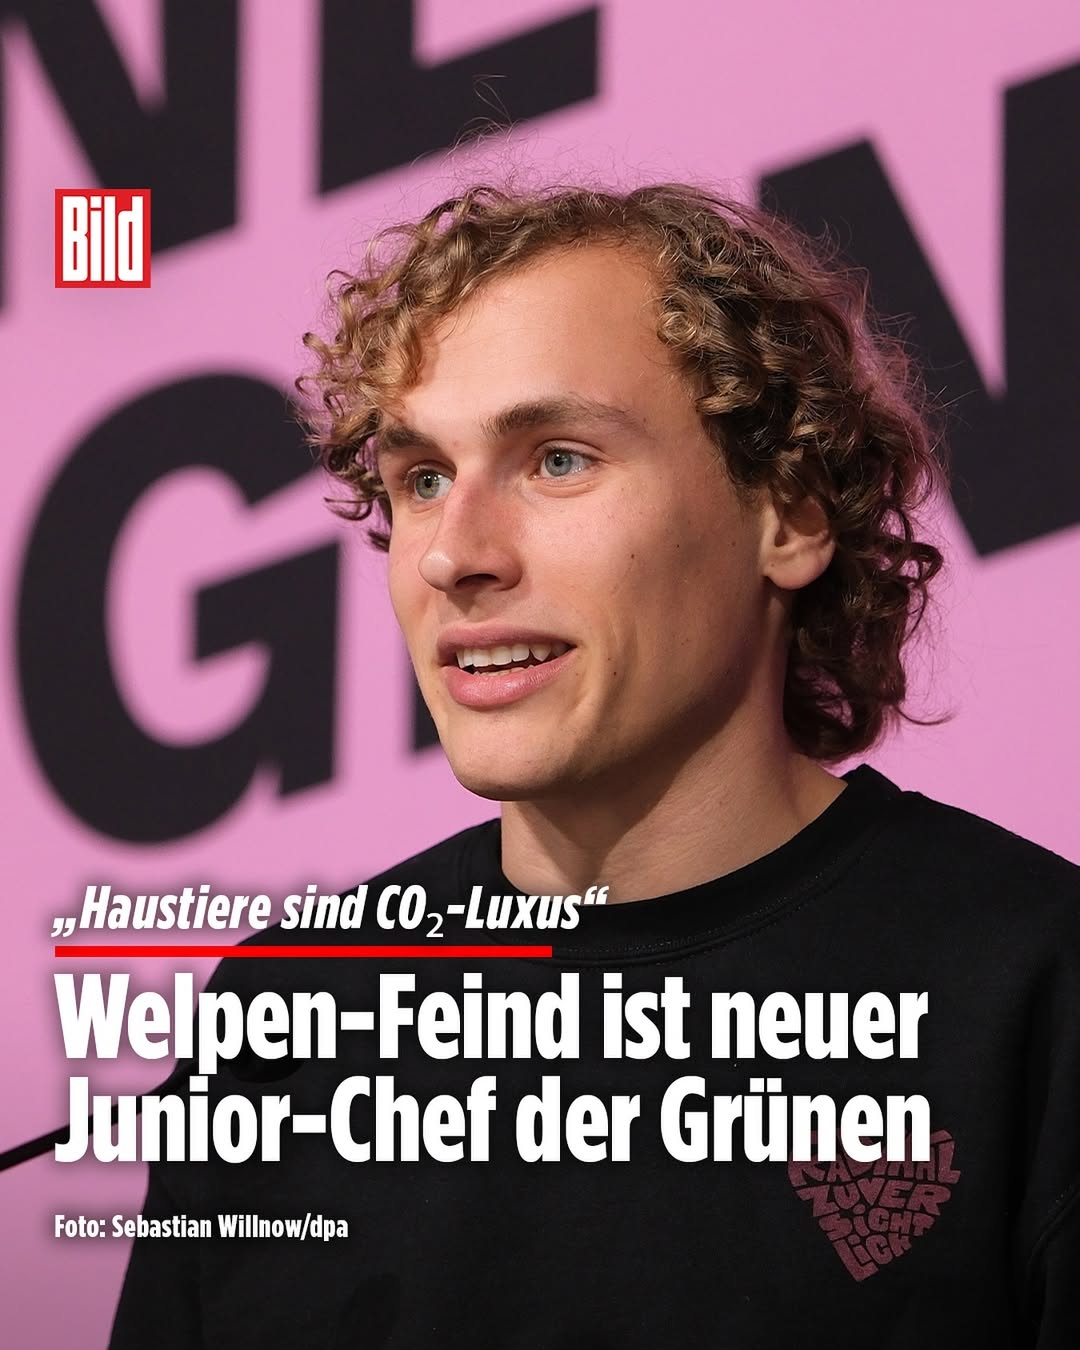 Bild
„Haustiere sind CO₂-Luxus“
Welpen-Feind ist neuer
Junior-Chef der Grünen
RADIKAL
ZUVER
SICHT
LICH
Foto: Sebastian Willnow/dpa